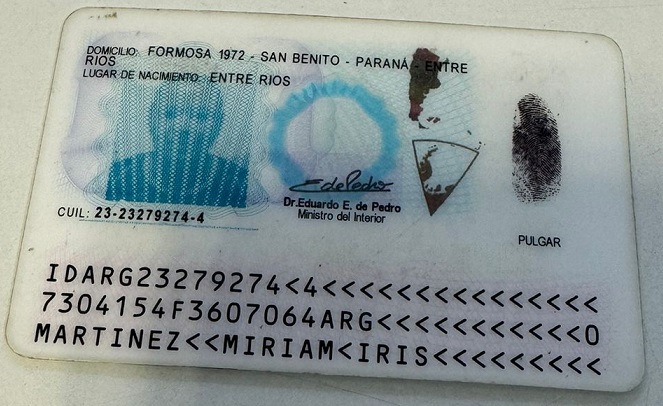 DOMICILIO: FORMOSA 1972 - SAN BENITO - PARANÁ - ENTRE
RIOS
LUGAR DE NACIMIENTO: ENTRE RIOS
EdePedro
Dr.Eduardo E. de Pedro
Ministro del Interior
CUIL: 23-23279274-4
PULGAR
IDARG23279274<4<<<<<<<<<<<<<<<
7304154F3607064ARG<<<<<<<<<<<0
MARTINEZ<<MIRIAM<IRIS<<<<<<<<<